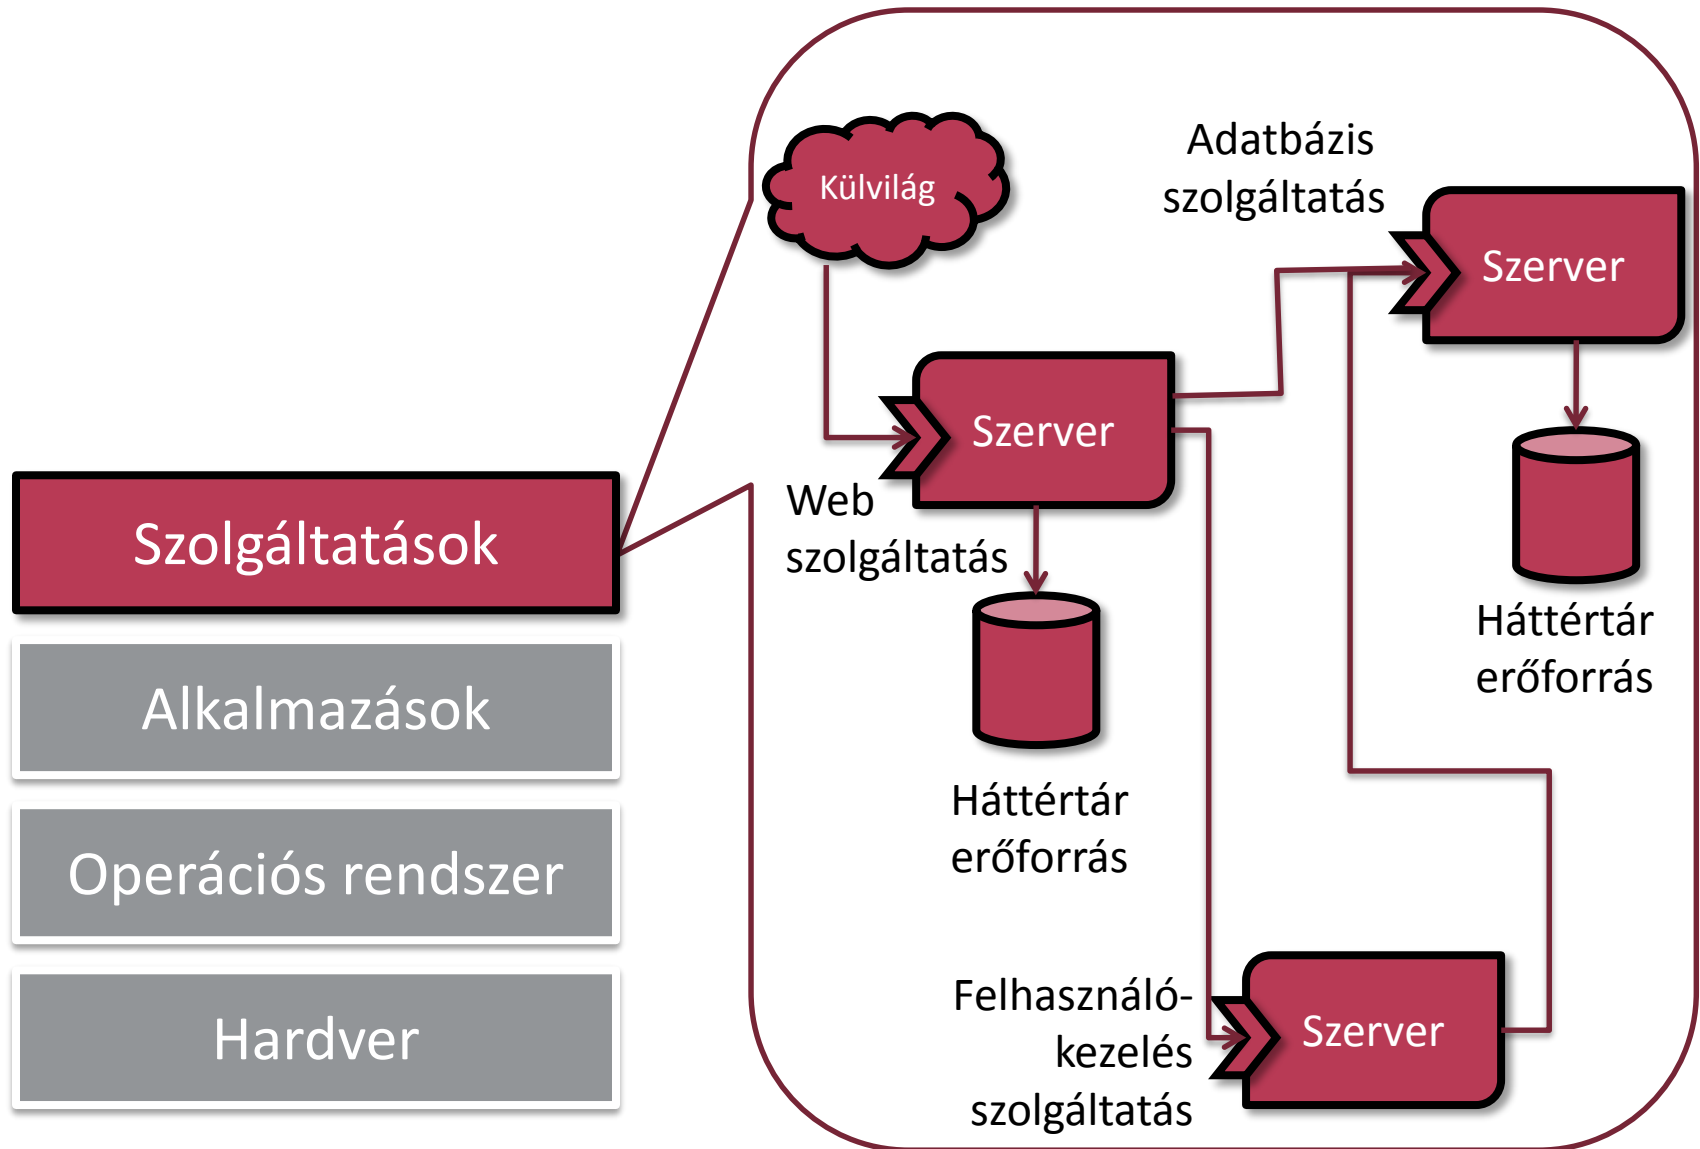 Szolgáltatások
Alkalmazások
Operációs rendszer
Hardver
Külvilág
Adatbázis
szolgáltatás
Szerver
Szerver
Web
szolgáltatás
Háttértár
erőforrás
Háttértár
erőforrás
Felhasználó-
kezelés
szolgáltatás
Szerver